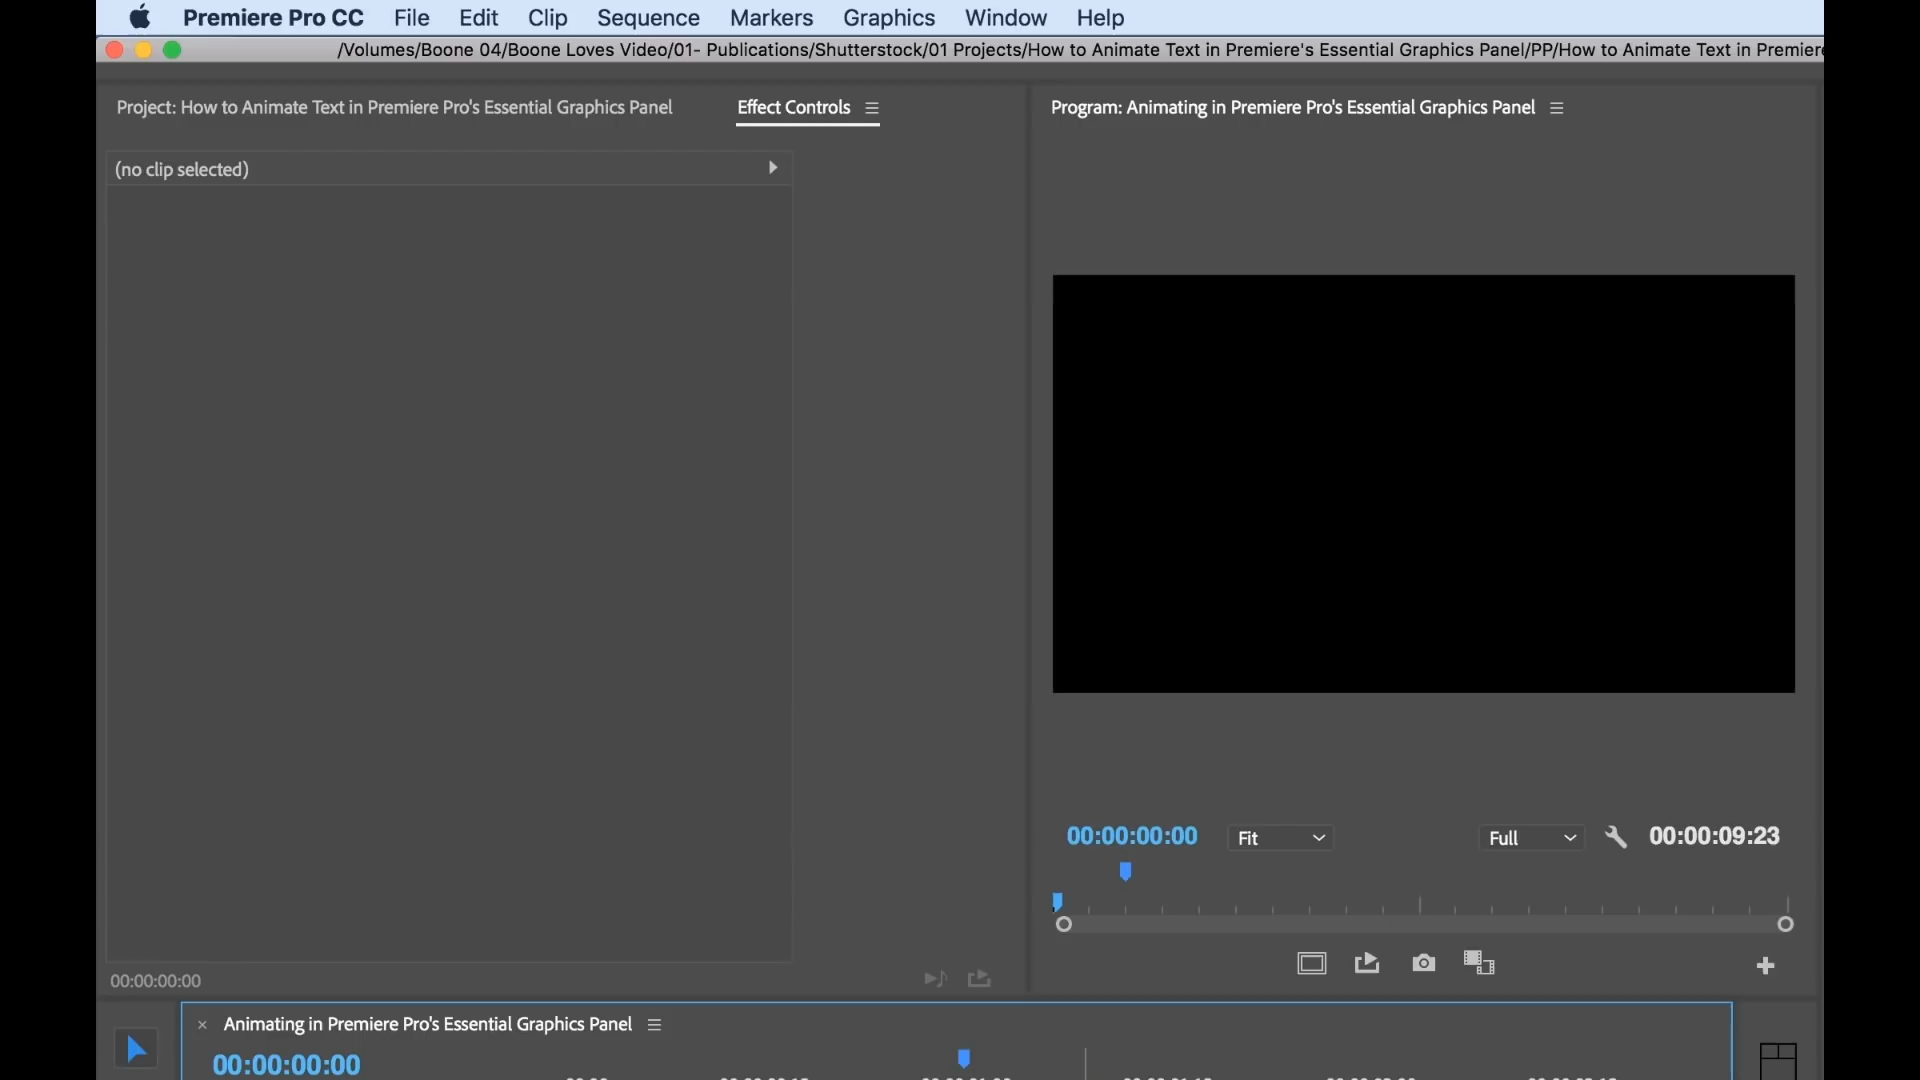 Premiere Pro CC File Edit Clip Sequence Markers Graphics Window Help
/Volumes/Boone 04/Boone Loves Video/01- Publications/Shutterstock/01 Projects/How to Animate Text in Premiere's Essential Graphics Panel/PP/How to Animate Text in Premiere
Project: How to Animate Text in Premiere Pro's Essential Graphics Panel Effect Controls
Program: Animating in Premiere Pro's Essential Graphics Panel
(no clip selected)
00:00:00:00 Fit Full 00:00:09:23
00:00:00:00
× Animating in Premiere Pro's Essential Graphics Panel
00:00:00:00